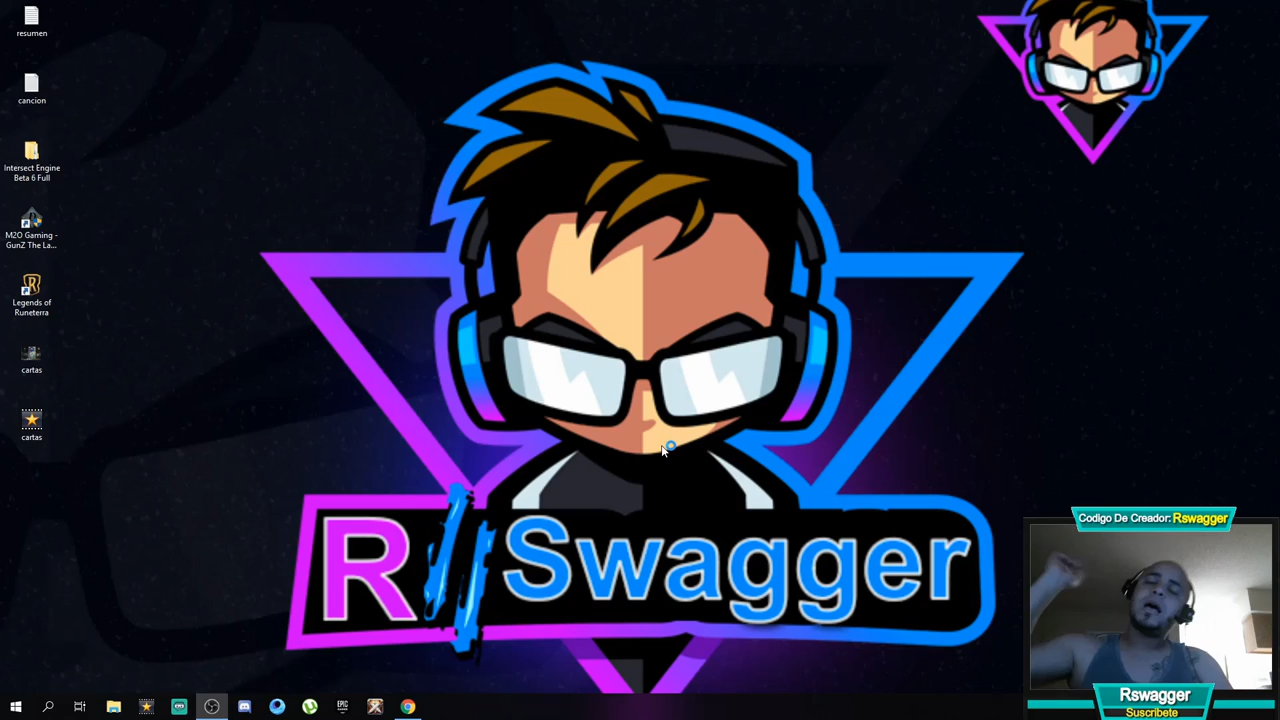 resumen
cancion
Intersect Engine
Beta 6 Full
M2O Gaming -
GunZ The La...
Legends of
Runeterra
cartas
cartas
R//Swagger
Codigo De Creador: Rswagger
Rswagger
Suscribete
EPIC